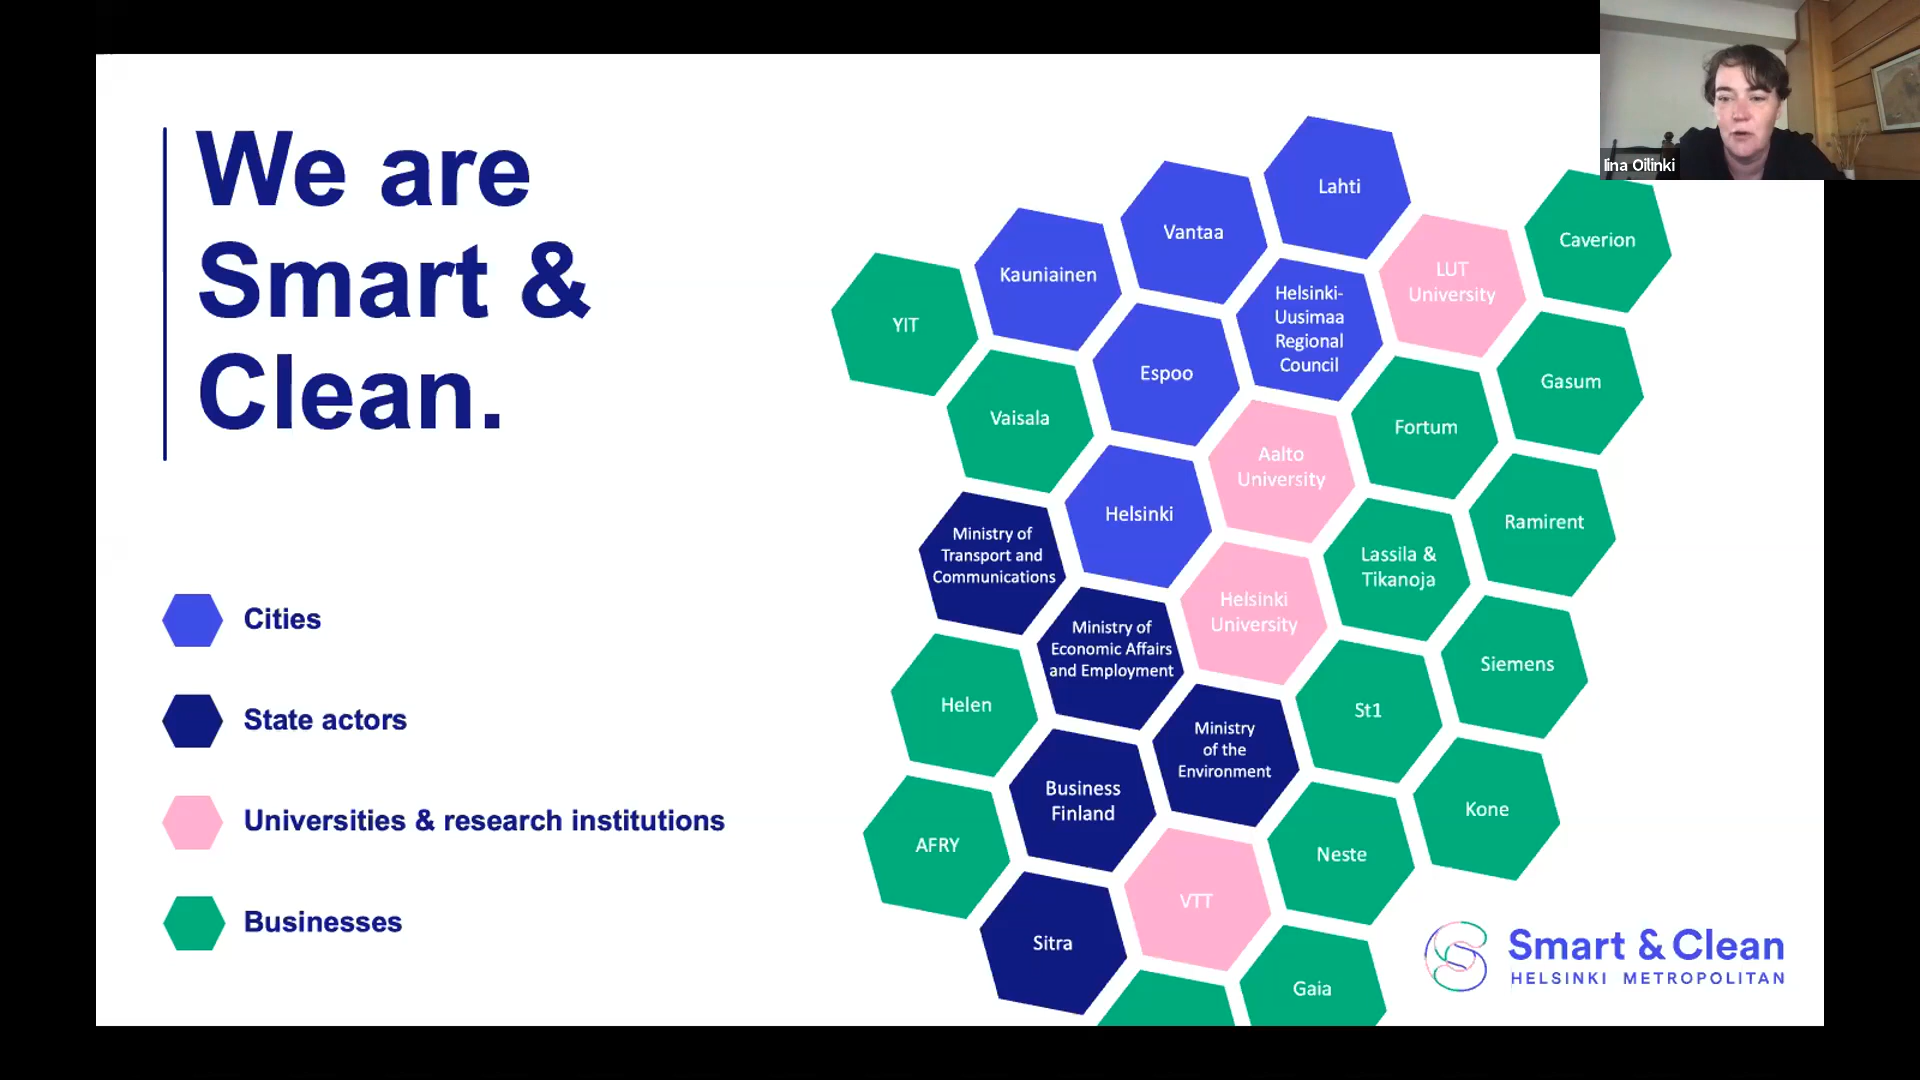 We are
Smart &
Clean.
Cities
State actors
Universities & research institutions
Businesses
Iina Oilinki
Lahti
Vantaa
Kauniainen
YIT
Caverion
LUT
University
Helsinki-
Uusimaa
Regional
Council
Espoo
Vaisala
Gasum
Fortum
Aalto
University
Helsinki
Ramirent
Lassila &
Tikanoja
Ministry of
Transport and
Communications
Helsinki
University
Ministry of
Economic Affairs
and Employment
Siemens
Helen
St1
Ministry
of the
Environment
Business
Finland
Kone
AFRY
Neste
VTT
Sitra
Gaia
Smart & Clean
HELSINKI METROPOLITAN